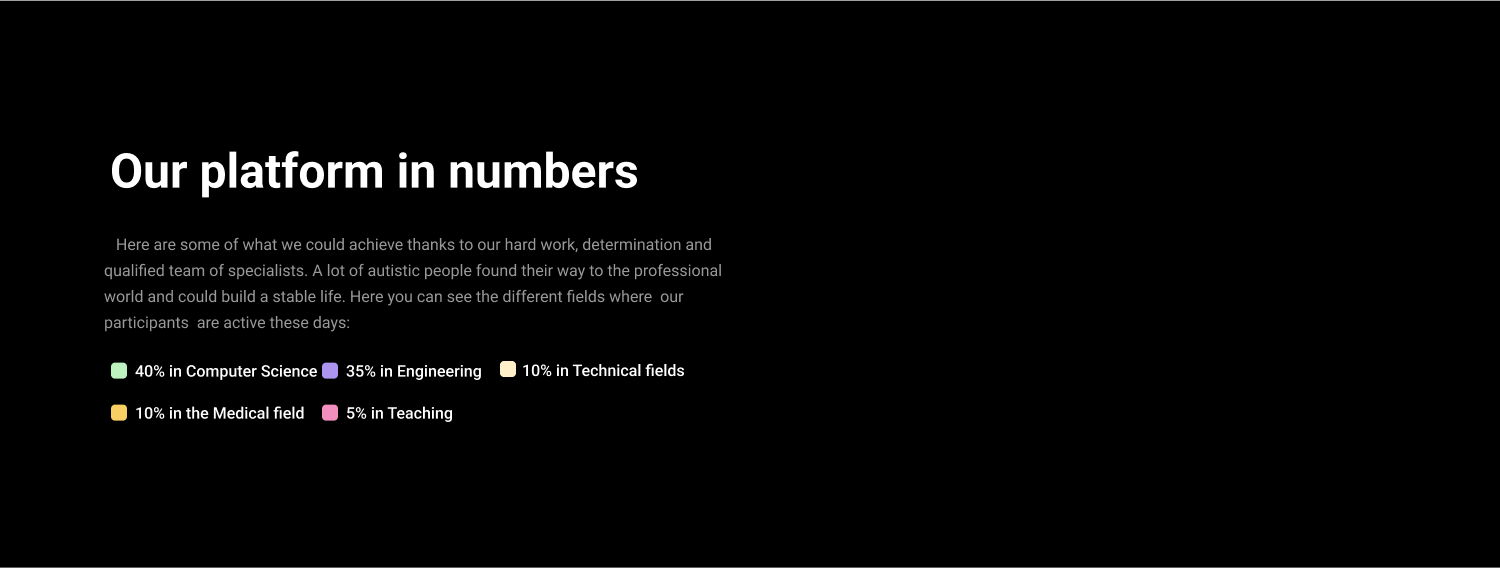 Our platform in numbers
Here are some of what we could achieve thanks to our hard work, determination and
qualified team of specialists. A lot of autistic people found their way to the professional
world and could build a stable life. Here you can see the different fields where  our
participants  are active these days:
40% in Computer Science 35% in Engineering 10% in Technical fields
10% in the Medical field 5% in Teaching